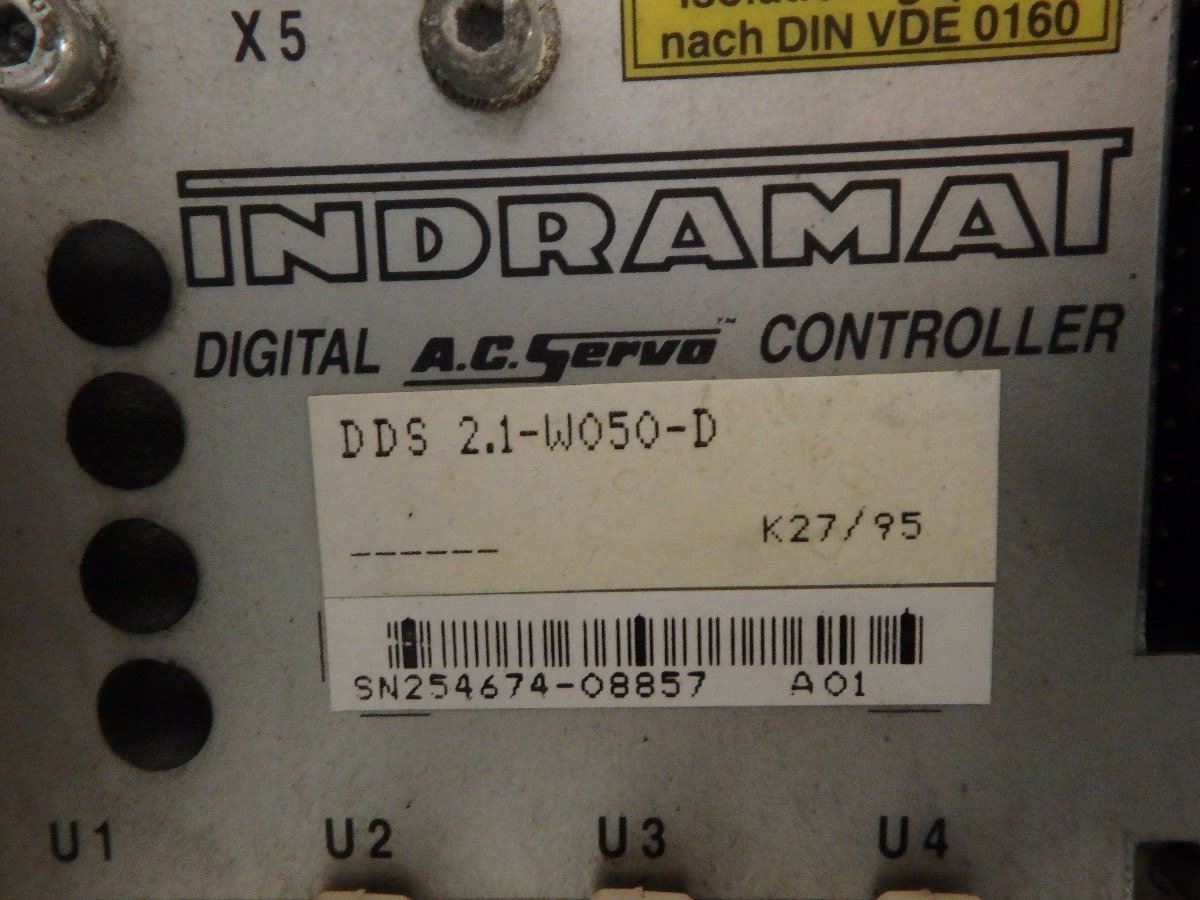 X5
nach DIN VDE 0160
INDRAMAT
DIGITAL A.C. Servo™ CONTROLLER
DDS 2.1-W050-D
------ K27/95
SN254674-08857 A01
U1 U2 U3 U4